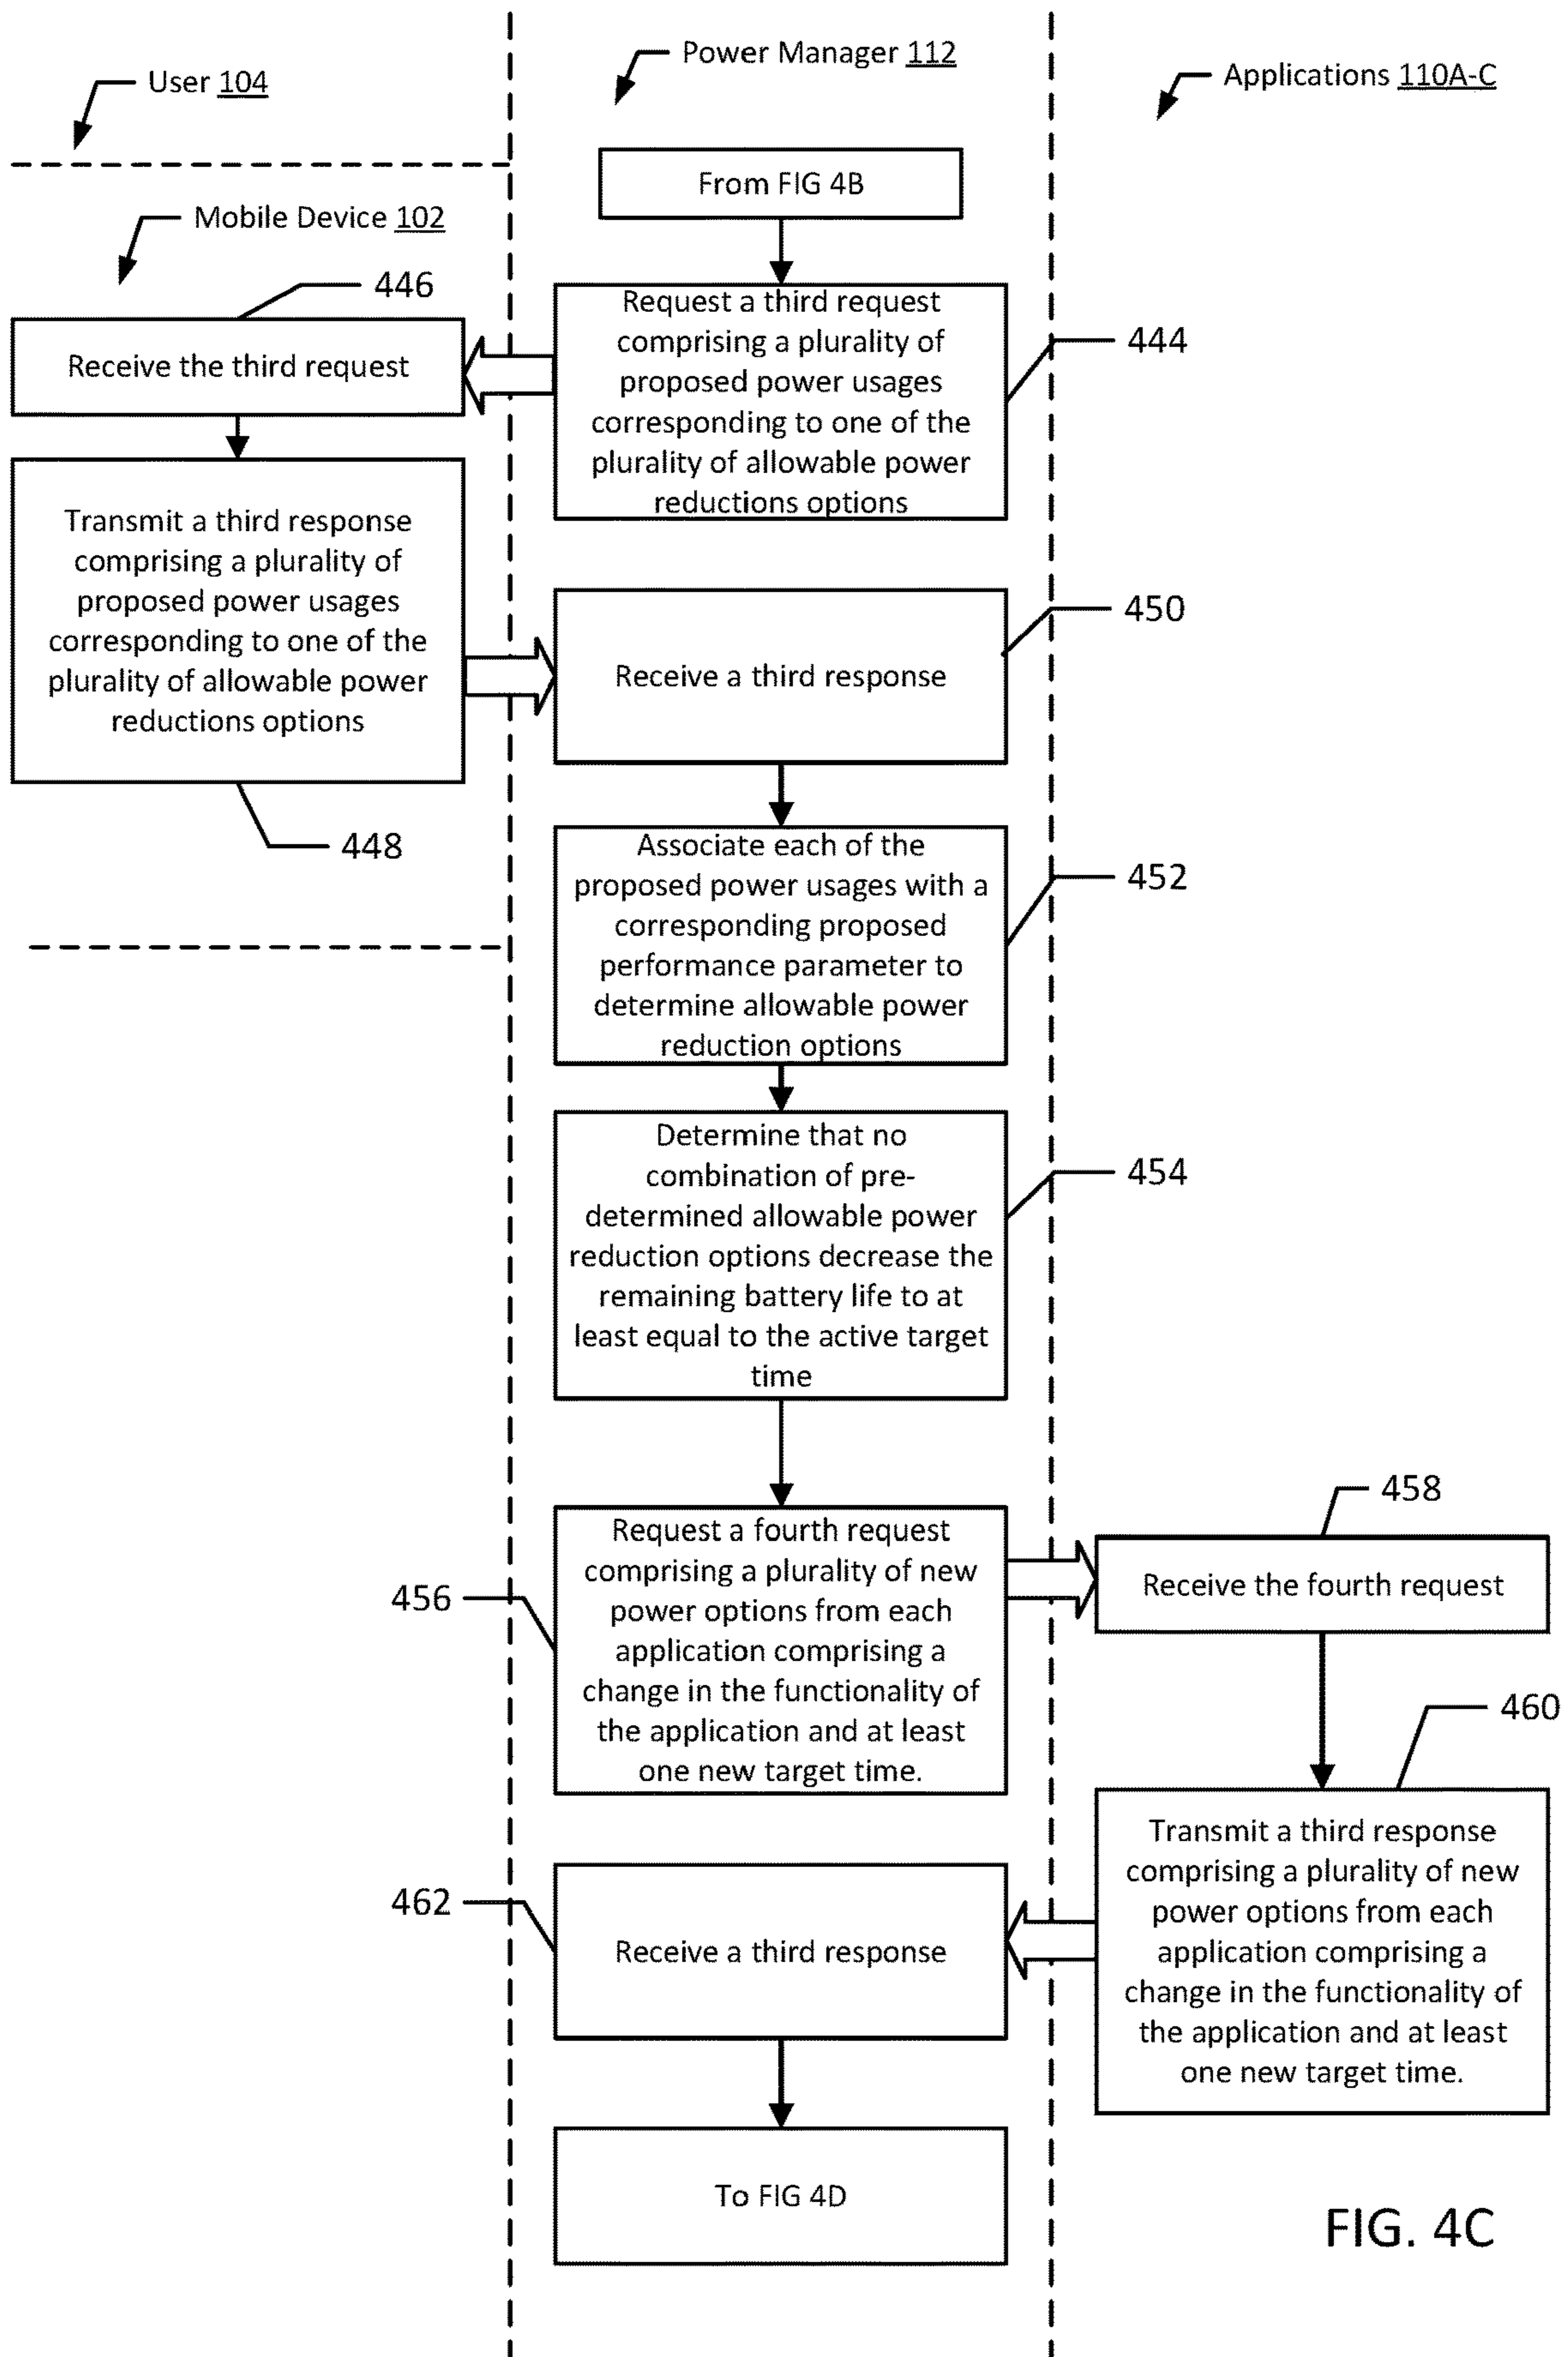 User 104
Power Manager 112
Applications 110A-C
From FIG 4B
Mobile Device 102
446
Receive the third request
Request a third request
comprising a plurality of
proposed power usages
corresponding to one of the
plurality of allowable power
reductions options
444
Transmit a third response
comprising a plurality of
proposed power usages
corresponding to one of the
plurality of allowable power
reductions options
448
Receive a third response
450
Associate each of the
proposed power usages with a
corresponding proposed
performance parameter to
determine allowable power
reduction options
452
Determine that no
combination of pre-
determined allowable power
reduction options decrease the
remaining battery life to at
least equal to the active target
time
454
456
Request a fourth request
comprising a plurality of new
power options from each
application comprising a
change in the functionality of
the application and at least
one new target time.
458
Receive the fourth request
460
Transmit a third response
comprising a plurality of new
power options from each
application comprising a
change in the functionality of
the application and at least
one new target time.
462
Receive a third response
To FIG 4D
FIG. 4C